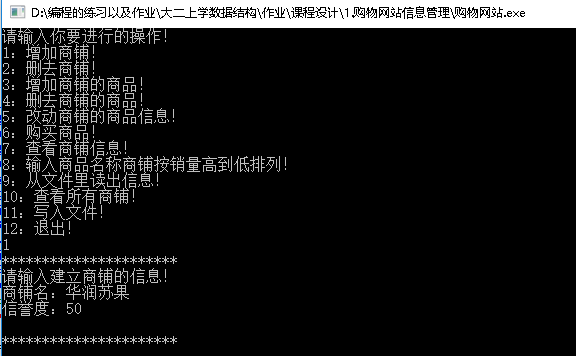 D:\编程的练习以及作业\大二上学数据结构\作业\课程设计\1.购物网站信息管理\购物网站.exe
请输入你要进行的操作!
1: 增加商铺!
2: 删去商铺!
3: 增加商铺的商品!
4: 删去商铺的商品!
5: 改动商铺的商品信息!
6: 购买商品!
7: 查看商铺信息!
8: 输入商品名称商铺按销量高到低排列!
9: 从文件里读出信息!
10: 查看所有商铺!
11: 写入文件!
12: 退出!
1
**********************
请输入建立商铺的信息!
商铺名: 华润苏果
信誉度: 50
**********************